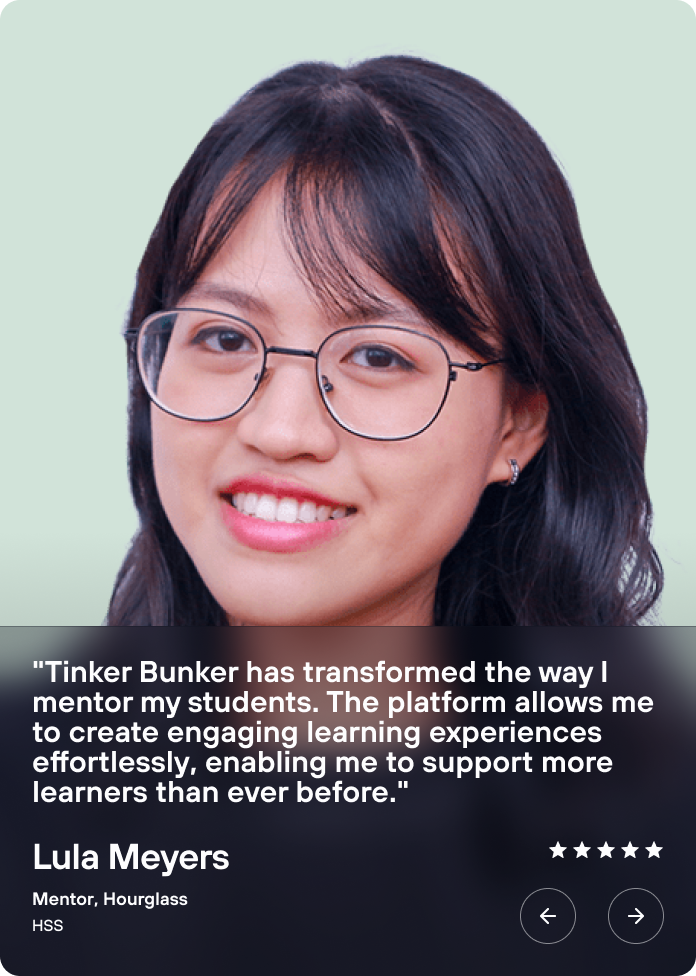 "Tinker Bunker has transformed the way I
mentor my students. The platform allows me
to create engaging learning experiences
effortlessly, enabling me to support more
learners than ever before."
Lula Meyers
Mentor, Hourglass
HSS